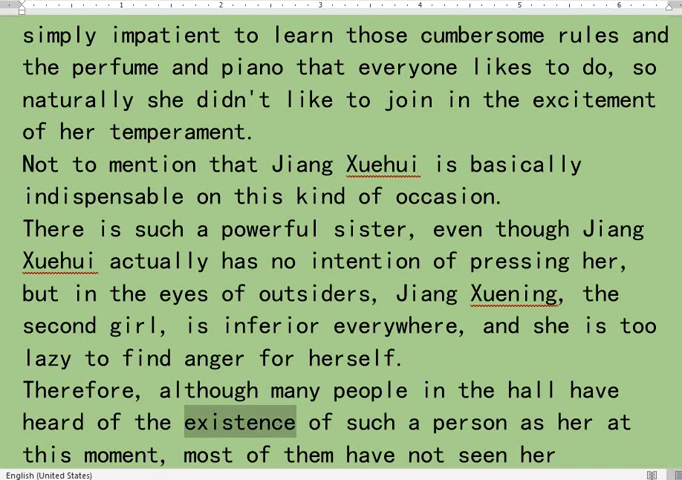 1 2 3 4 5 6
simply impatient to learn those cumbersome rules and
the perfume and piano that everyone likes to do, so
naturally she didn't like to join in the excitement
of her temperament.
Not to mention that Jiang Xuehui is basically
indispensable on this kind of occasion.
There is such a powerful sister, even though Jiang
Xuehui actually has no intention of pressing her,
but in the eyes of outsiders, Jiang Xuening, the
second girl, is inferior everywhere, and she is too
lazy to find anger for herself.
Therefore, although many people in the hall have
heard of the existence of such a person as her at
this moment, most of them have not seen her
English (United States)